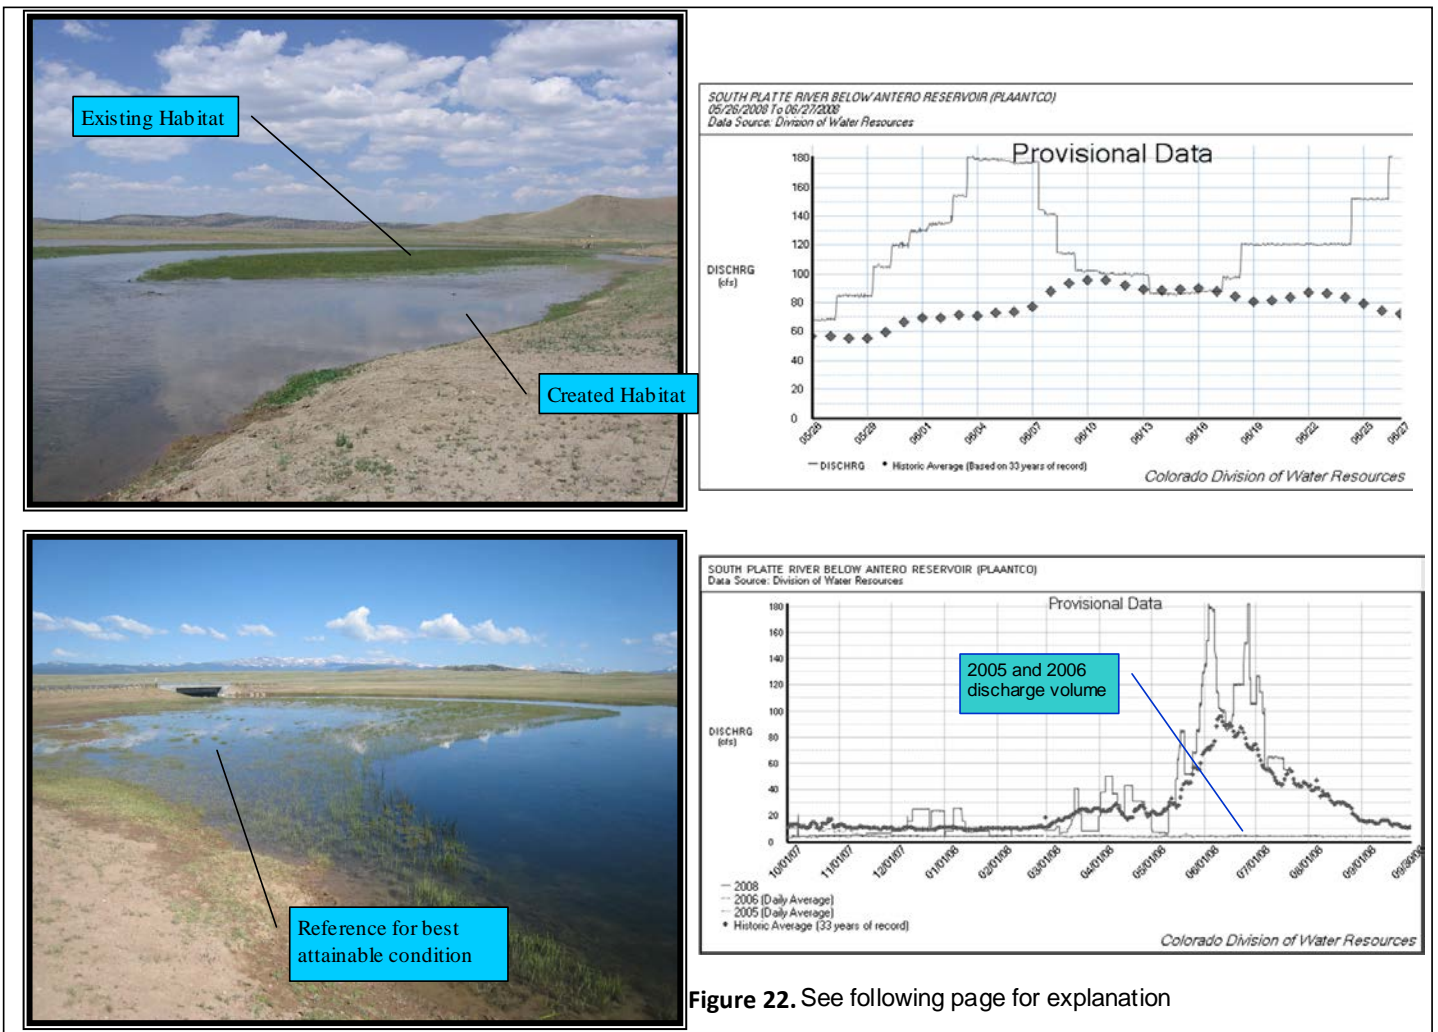 Existing Habitat
Created Habitat
SOUTH PLATTE RIVER BELOW ANTERO RESERVOIR (PLAANTCO)
05/26/2008 To 06/27/2008
Data Source: Division of Water Resources
Provisional Data
DISCHRG
(cfs)
180
160
140
120
100
80
60
40
20
0
05/26
05/29
06/01
06/04
06/07
06/10
06/13
06/16
06/19
06/22
06/25
06/27
DISCHRG
Historic Average (Based on 33 years of record)
Colorado Division of Water Resources
Reference for best
attainable condition
SOUTH PLATTE RIVER BELOW ANTERO RESERVOIR (PLAANTCO)
Data Source: Division of Water Resources
Provisional Data
2005 and 2006
discharge volume
DISCHRG
(cfs)
180
160
140
120
100
80
60
40
20
0
10/01/07
11/01/07
12/01/07
01/01/08
02/01/08
03/01/08
04/01/08
05/01/08
06/01/08
07/01/08
08/01/08
09/01/08
09/30/08
2008
2006 (Daily Average)
2005 (Daily Average)
Historic Average (33 years of record)
Colorado Division of Water Resources
Figure 22. See following page for explanation